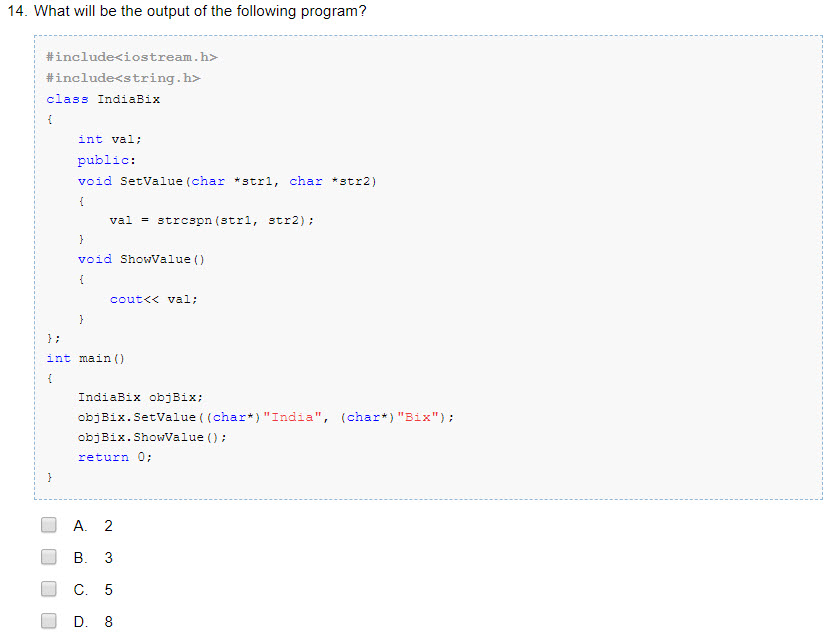 14. What will be the output of the following program?
#include<iostream.h>
#include<string.h>
class IndiaBix
{
    int val;
    public:
    void SetValue(char *str1, char *str2)
    {
        val = strcspn(str1, str2);
    }
    void ShowValue()
    {
        cout<< val;
    }
};
int main()
{
    IndiaBix objBix;
    objBix.SetValue((char*)"India", (char*)"Bix");
    objBix.ShowValue();
    return 0;
}
A. 2
B. 3
C. 5
D. 8